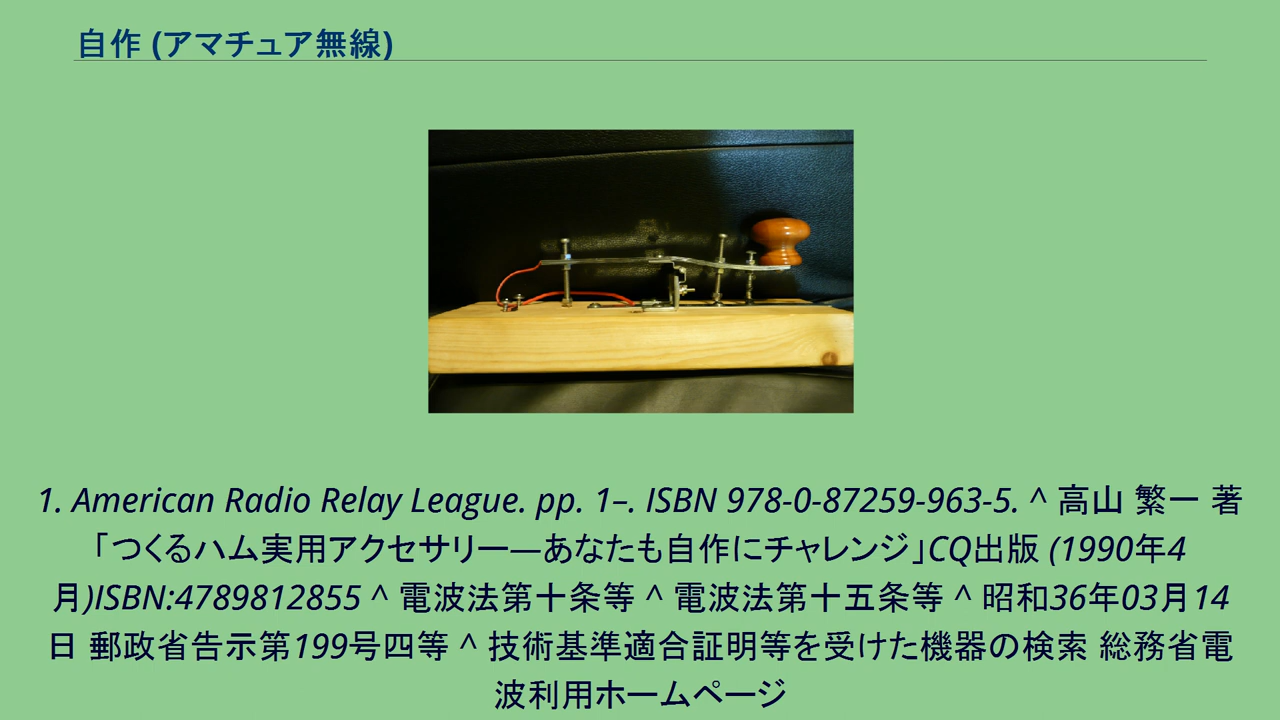 自作 (アマチュア無線)
1. American Radio Relay League. pp. 1–. ISBN 978-0-87259-963-5. ^ 高山 繁一 著
「つくるハム実用アクセサリー―あなたも自作にチャレンジ」CQ出版 (1990年4
月)ISBN:4789812855 ^ 電波法第十条等 ^ 電波法第十五条等 ^ 昭和36年03月14
日 郵政省告示第199号四等 ^ 技術基準適合証明等を受けた機器の検索 総務省電
波利用ホームページ